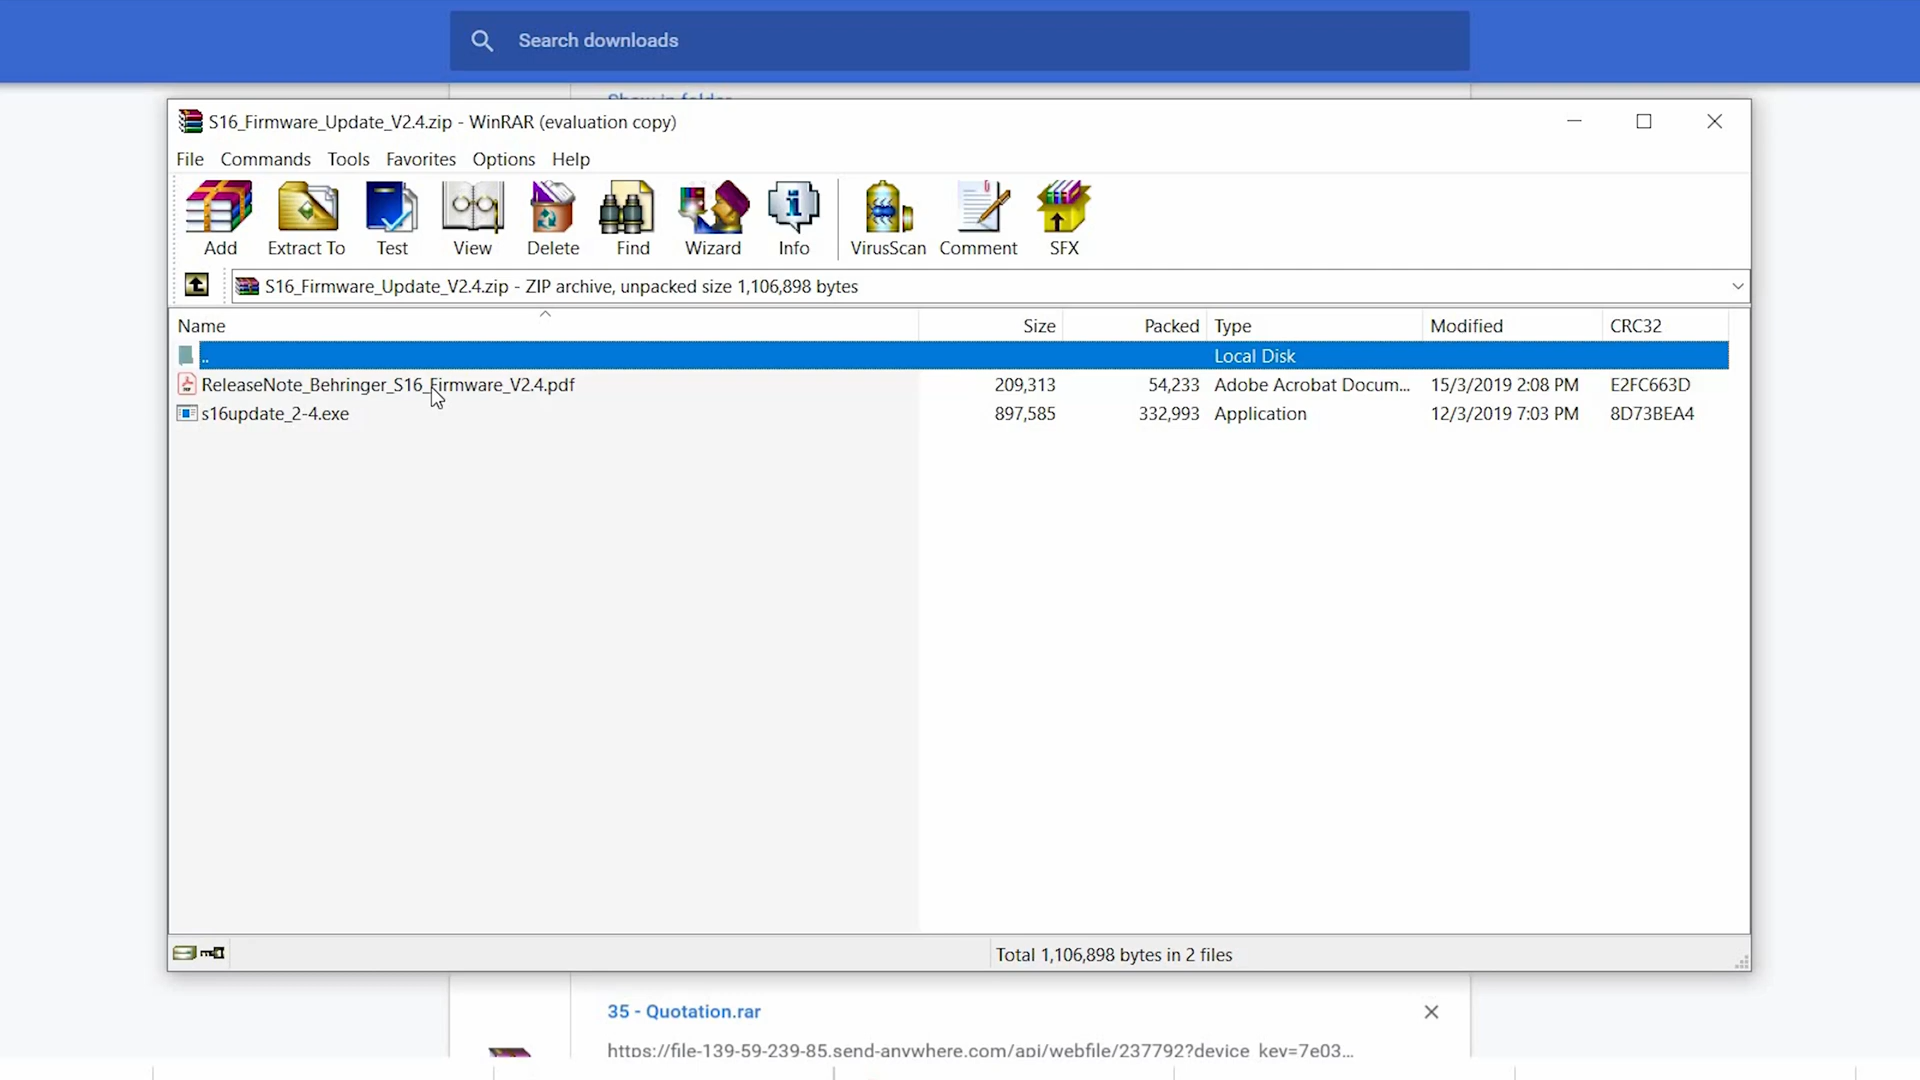 Search downloads
Show in folder
S16_Firmware_Update_V2.4.zip - WinRAR (evaluation copy)
File Commands Tools Favorites Options Help
Add Extract To Test View Delete Find Wizard Info VirusScan Comment SFX
S16_Firmware_Update_V2.4.zip - ZIP archive, unpacked size 1,106,898 bytes
Name Size Packed Type Modified CRC32
.. Local Disk
ReleaseNote_Behringer_S16_Firmware_V2.4.pdf 209,313 54,233 Adobe Acrobat Docum... 15/3/2019 2:08 PM E2FC663D
s16update_2-4.exe 897,585 332,993 Application 12/3/2019 7:03 PM 8D73BEA4
Total 1,106,898 bytes in 2 files
35 - Quotation.rar
https://file-139-59-239-85.send-anywhere.com/api/webfile/237792?device_key=7e03...